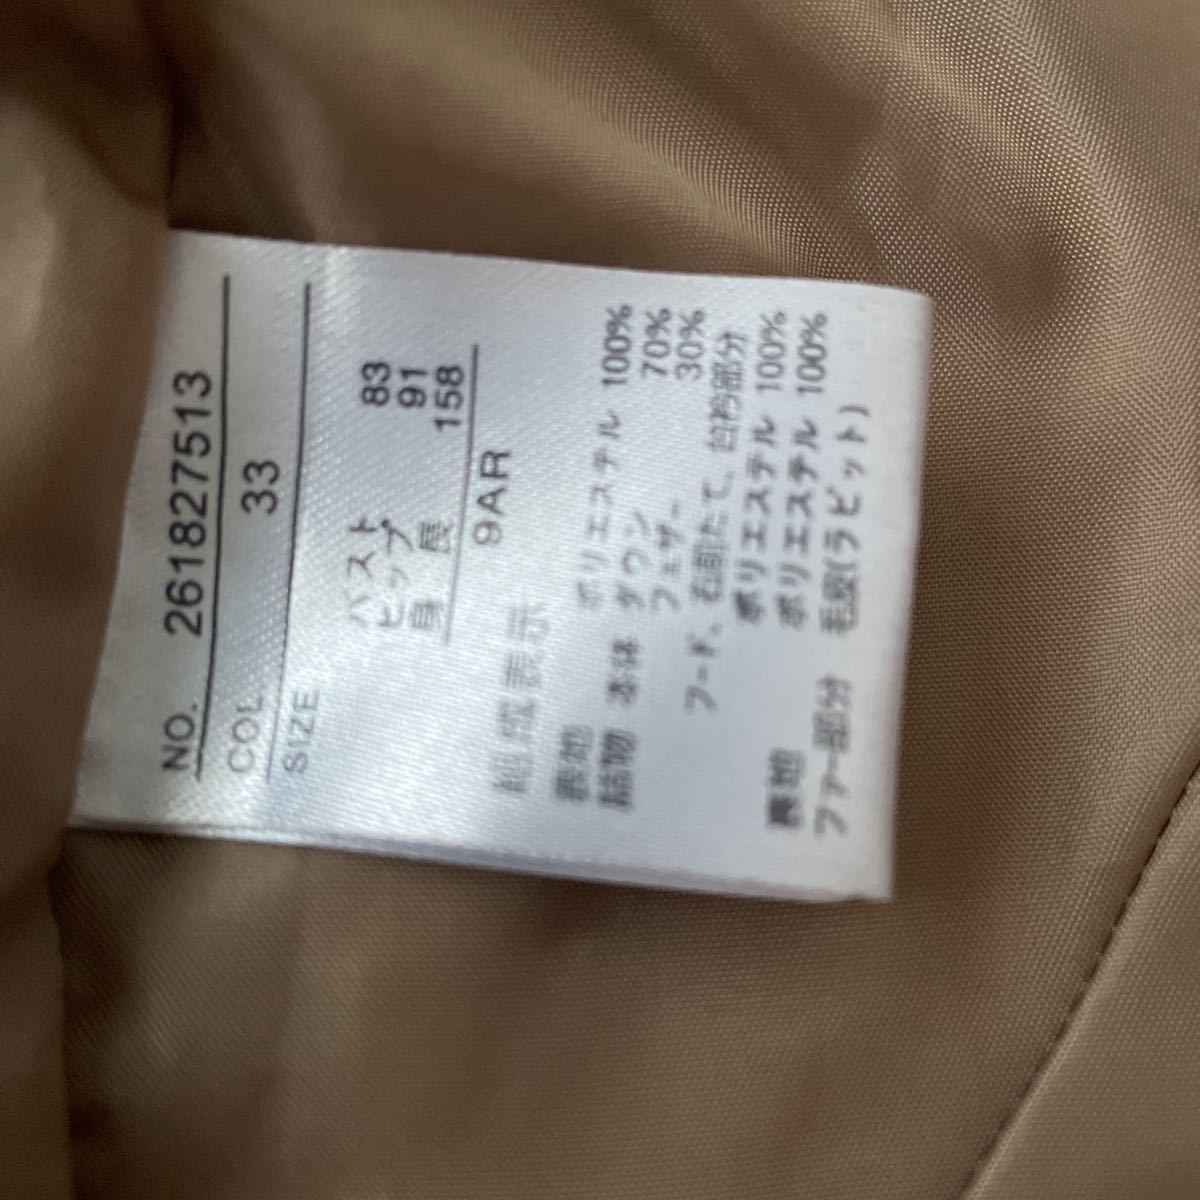 NO. 261827513
COL 33
SIZE
バスト 83
ヒップ 91
身長 158
9AR
組成表示
表地 ポリエステル 100%
詰物 本体 ダウン 70%
フェザー 30%
フード、右前たて、台衿部分
ポリエステル 100%
裏地 ポリエステル 100%
ファー部分 毛皮(ラビット)